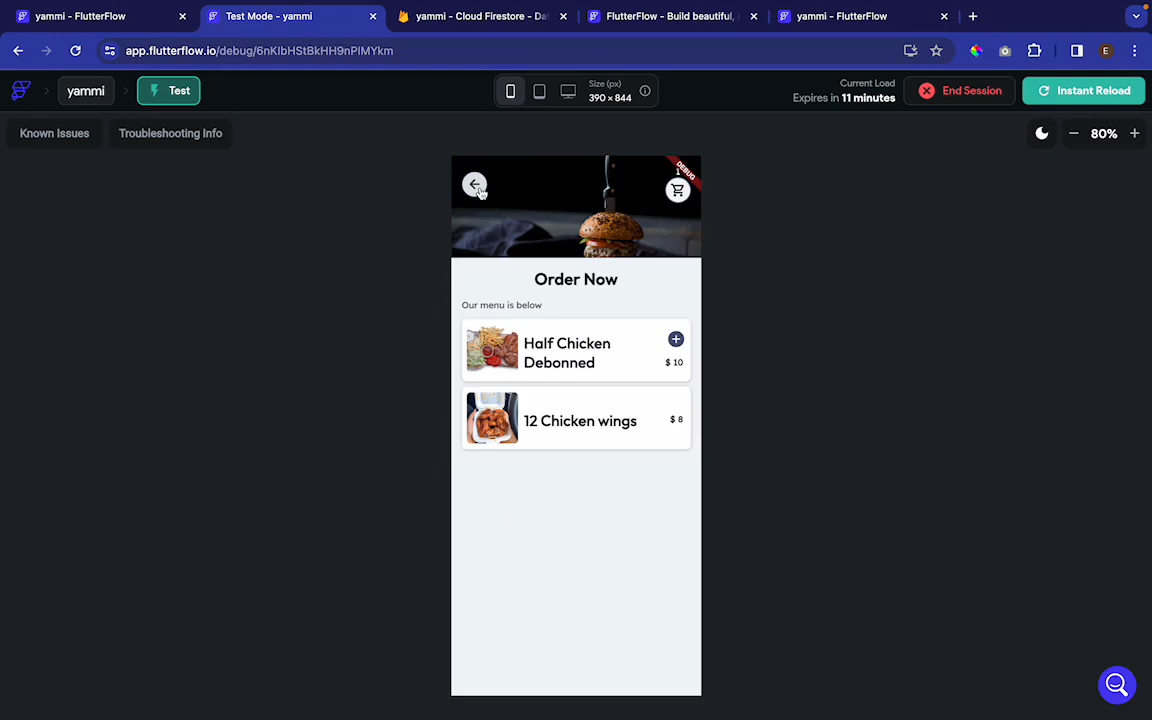 yammi - FlutterFlow
Test Mode - yammi
yammi - Cloud Firestore - Da
FlutterFlow - Build beautiful,
yammi - FlutterFlow
app.flutterflow.io/debug/6nKIbHStBkHH9nPIMYkm
E
yammi
Test
Size (px)
390 × 844
Current Load
Expires in 11 minutes
End Session
Instant Reload
Known Issues
Troubleshooting Info
80%
DEBUG
1
Order Now
Our menu is below
Half Chicken
Debonned
$ 10
12 Chicken wings
$ 8